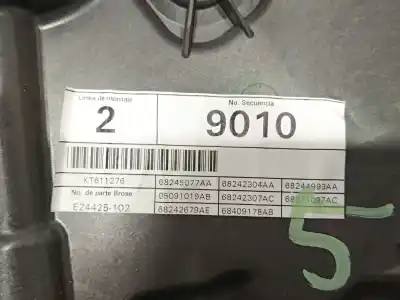 Linea de montaje
No. Secuencia
2
9010
KT611276
68245077AA 68242304AA 68244993AA
No. de parte Brose
05091019AB 68242307AC
E24425-102
68242679AE 68409178AB
5